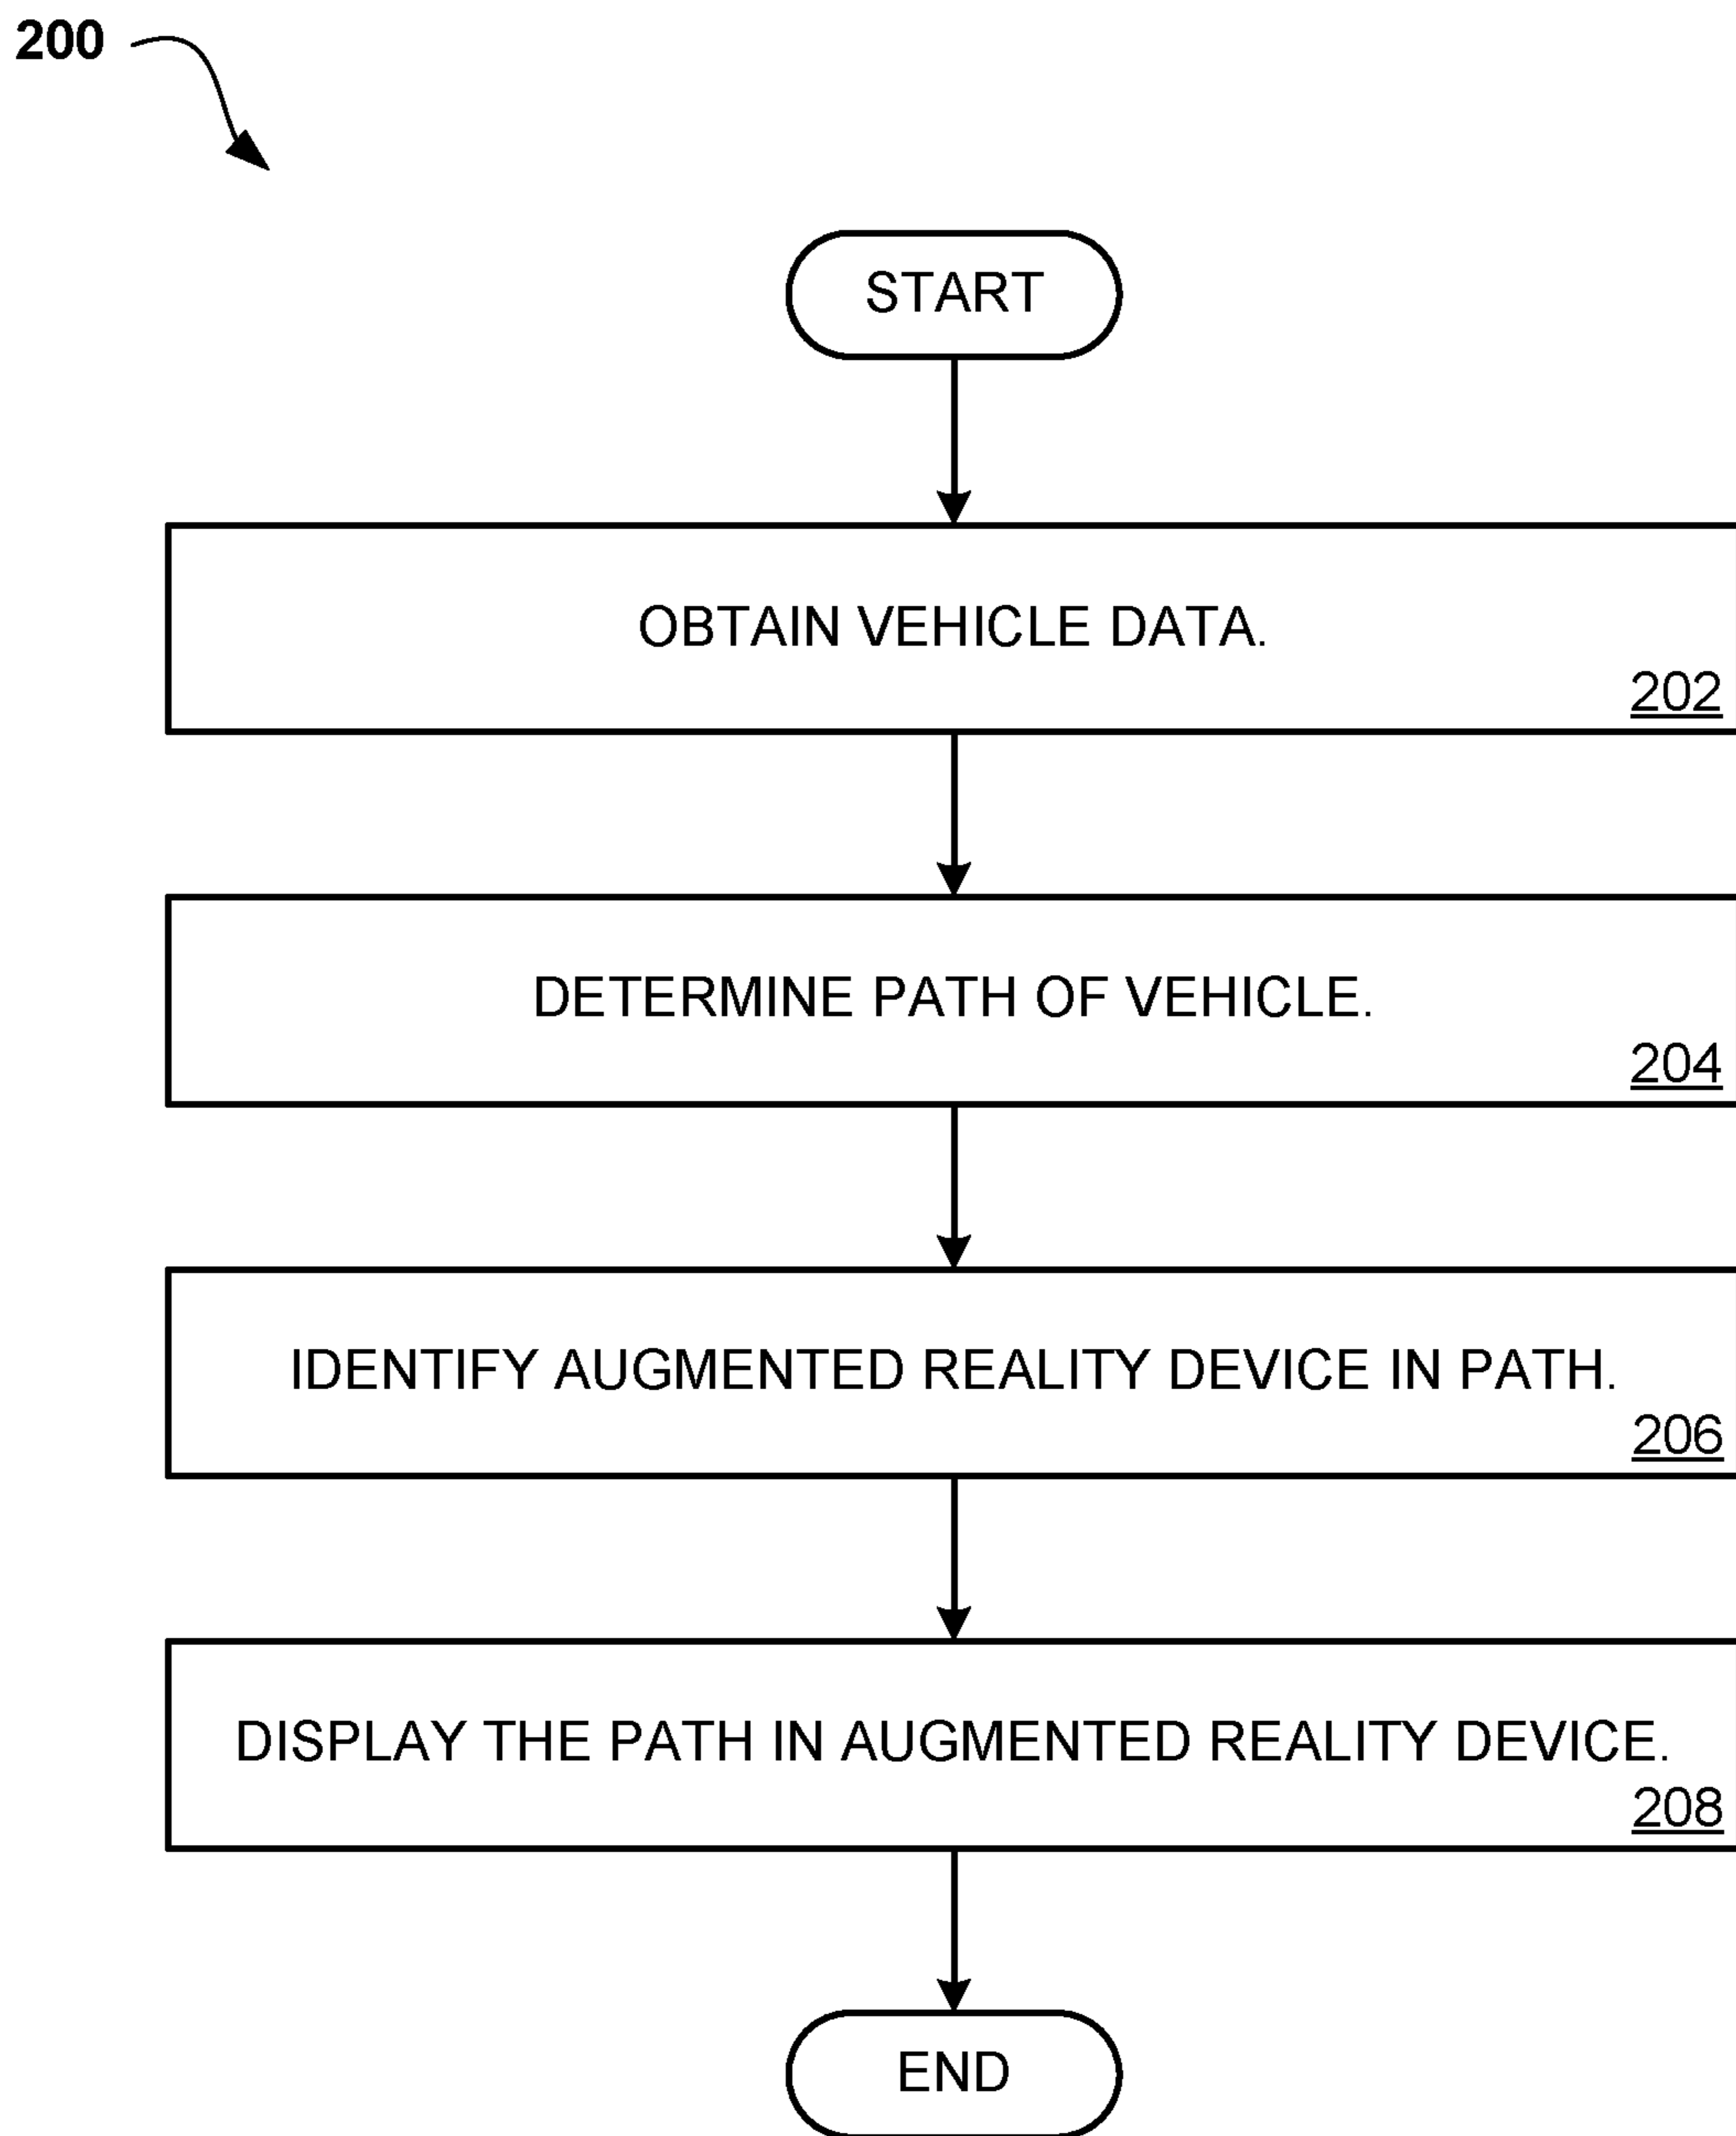 200
START
OBTAIN VEHICLE DATA.
202
DETERMINE PATH OF VEHICLE.
204
IDENTIFY AUGMENTED REALITY DEVICE IN PATH.
206
DISPLAY THE PATH IN AUGMENTED REALITY DEVICE.
208
END